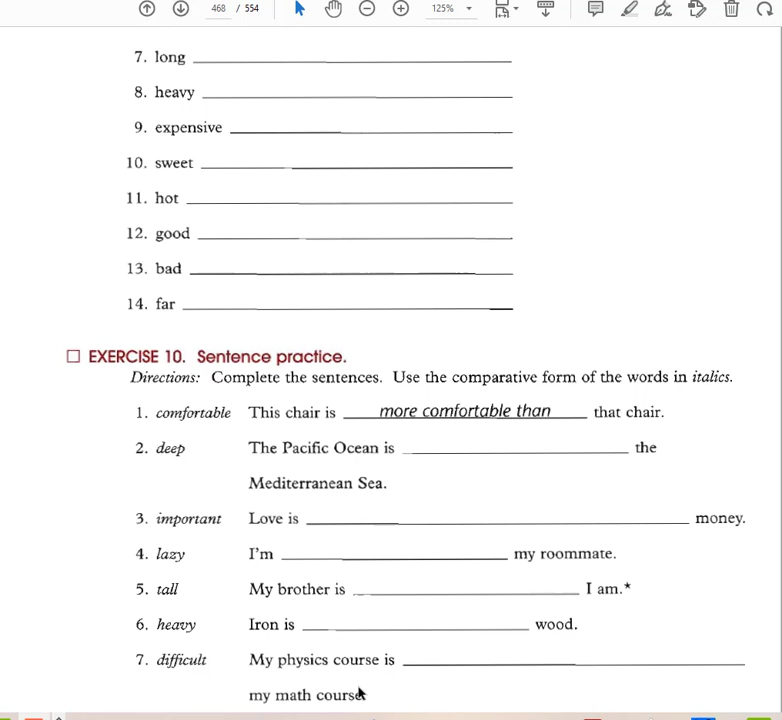 468 / 554 125%
7. long
8. heavy
9. expensive
10. sweet
11. hot
12. good
13. bad
14. far
EXERCISE 10. Sentence practice.
Directions: Complete the sentences. Use the comparative form of the words in italics.
1. comfortable This chair is more comfortable than that chair.
2. deep The Pacific Ocean is the
Mediterranean Sea.
3. important Love is money.
4. lazy I'm my roommate.
5. tall My brother is I am.*
6. heavy Iron is wood.
7. difficult My physics course is
my math course